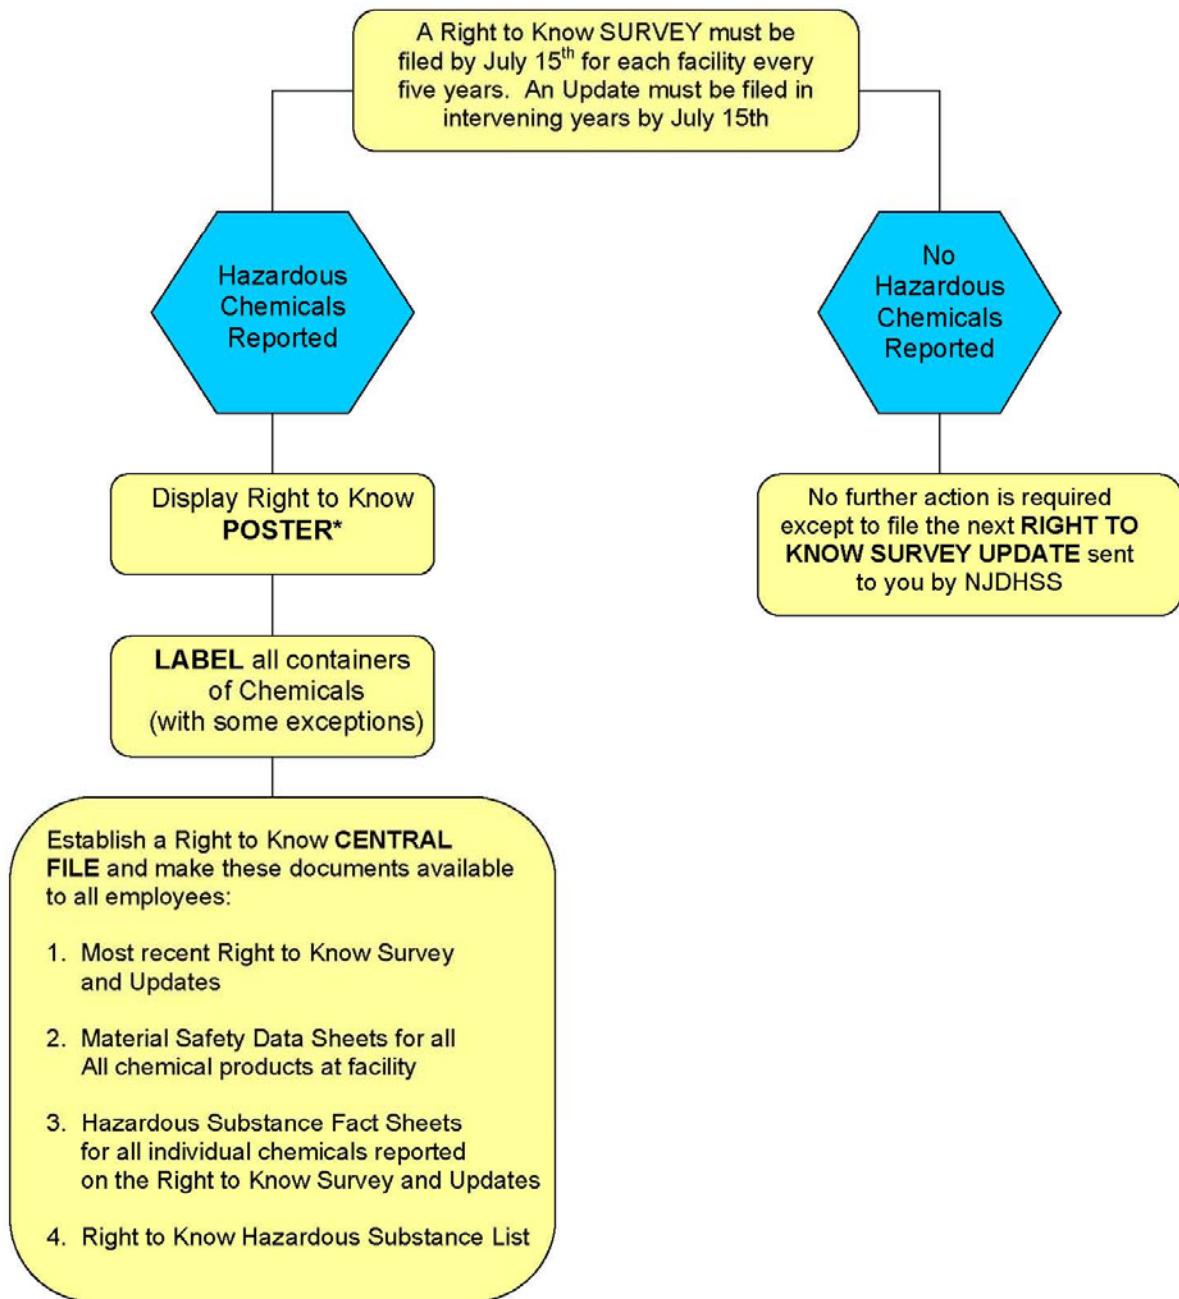 A Right to Know SURVEY must be
filed by July 15th for each facility every
five years. An Update must be filed in
intervening years by July 15th
Hazardous
Chemicals
Reported
No
Hazardous
Chemicals
Reported
Display Right to Know
POSTER*
No further action is required
except to file the next RIGHT TO
KNOW SURVEY UPDATE sent
to you by NJDHSS
LABEL all containers
of Chemicals
(with some exceptions)
Establish a Right to Know CENTRAL
FILE and make these documents available
to all employees:
1. Most recent Right to Know Survey
and Updates
2. Material Safety Data Sheets for all
All chemical products at facility
3. Hazardous Substance Fact Sheets
for all individual chemicals reported
on the Right to Know Survey and Updates
4. Right to Know Hazardous Substance List